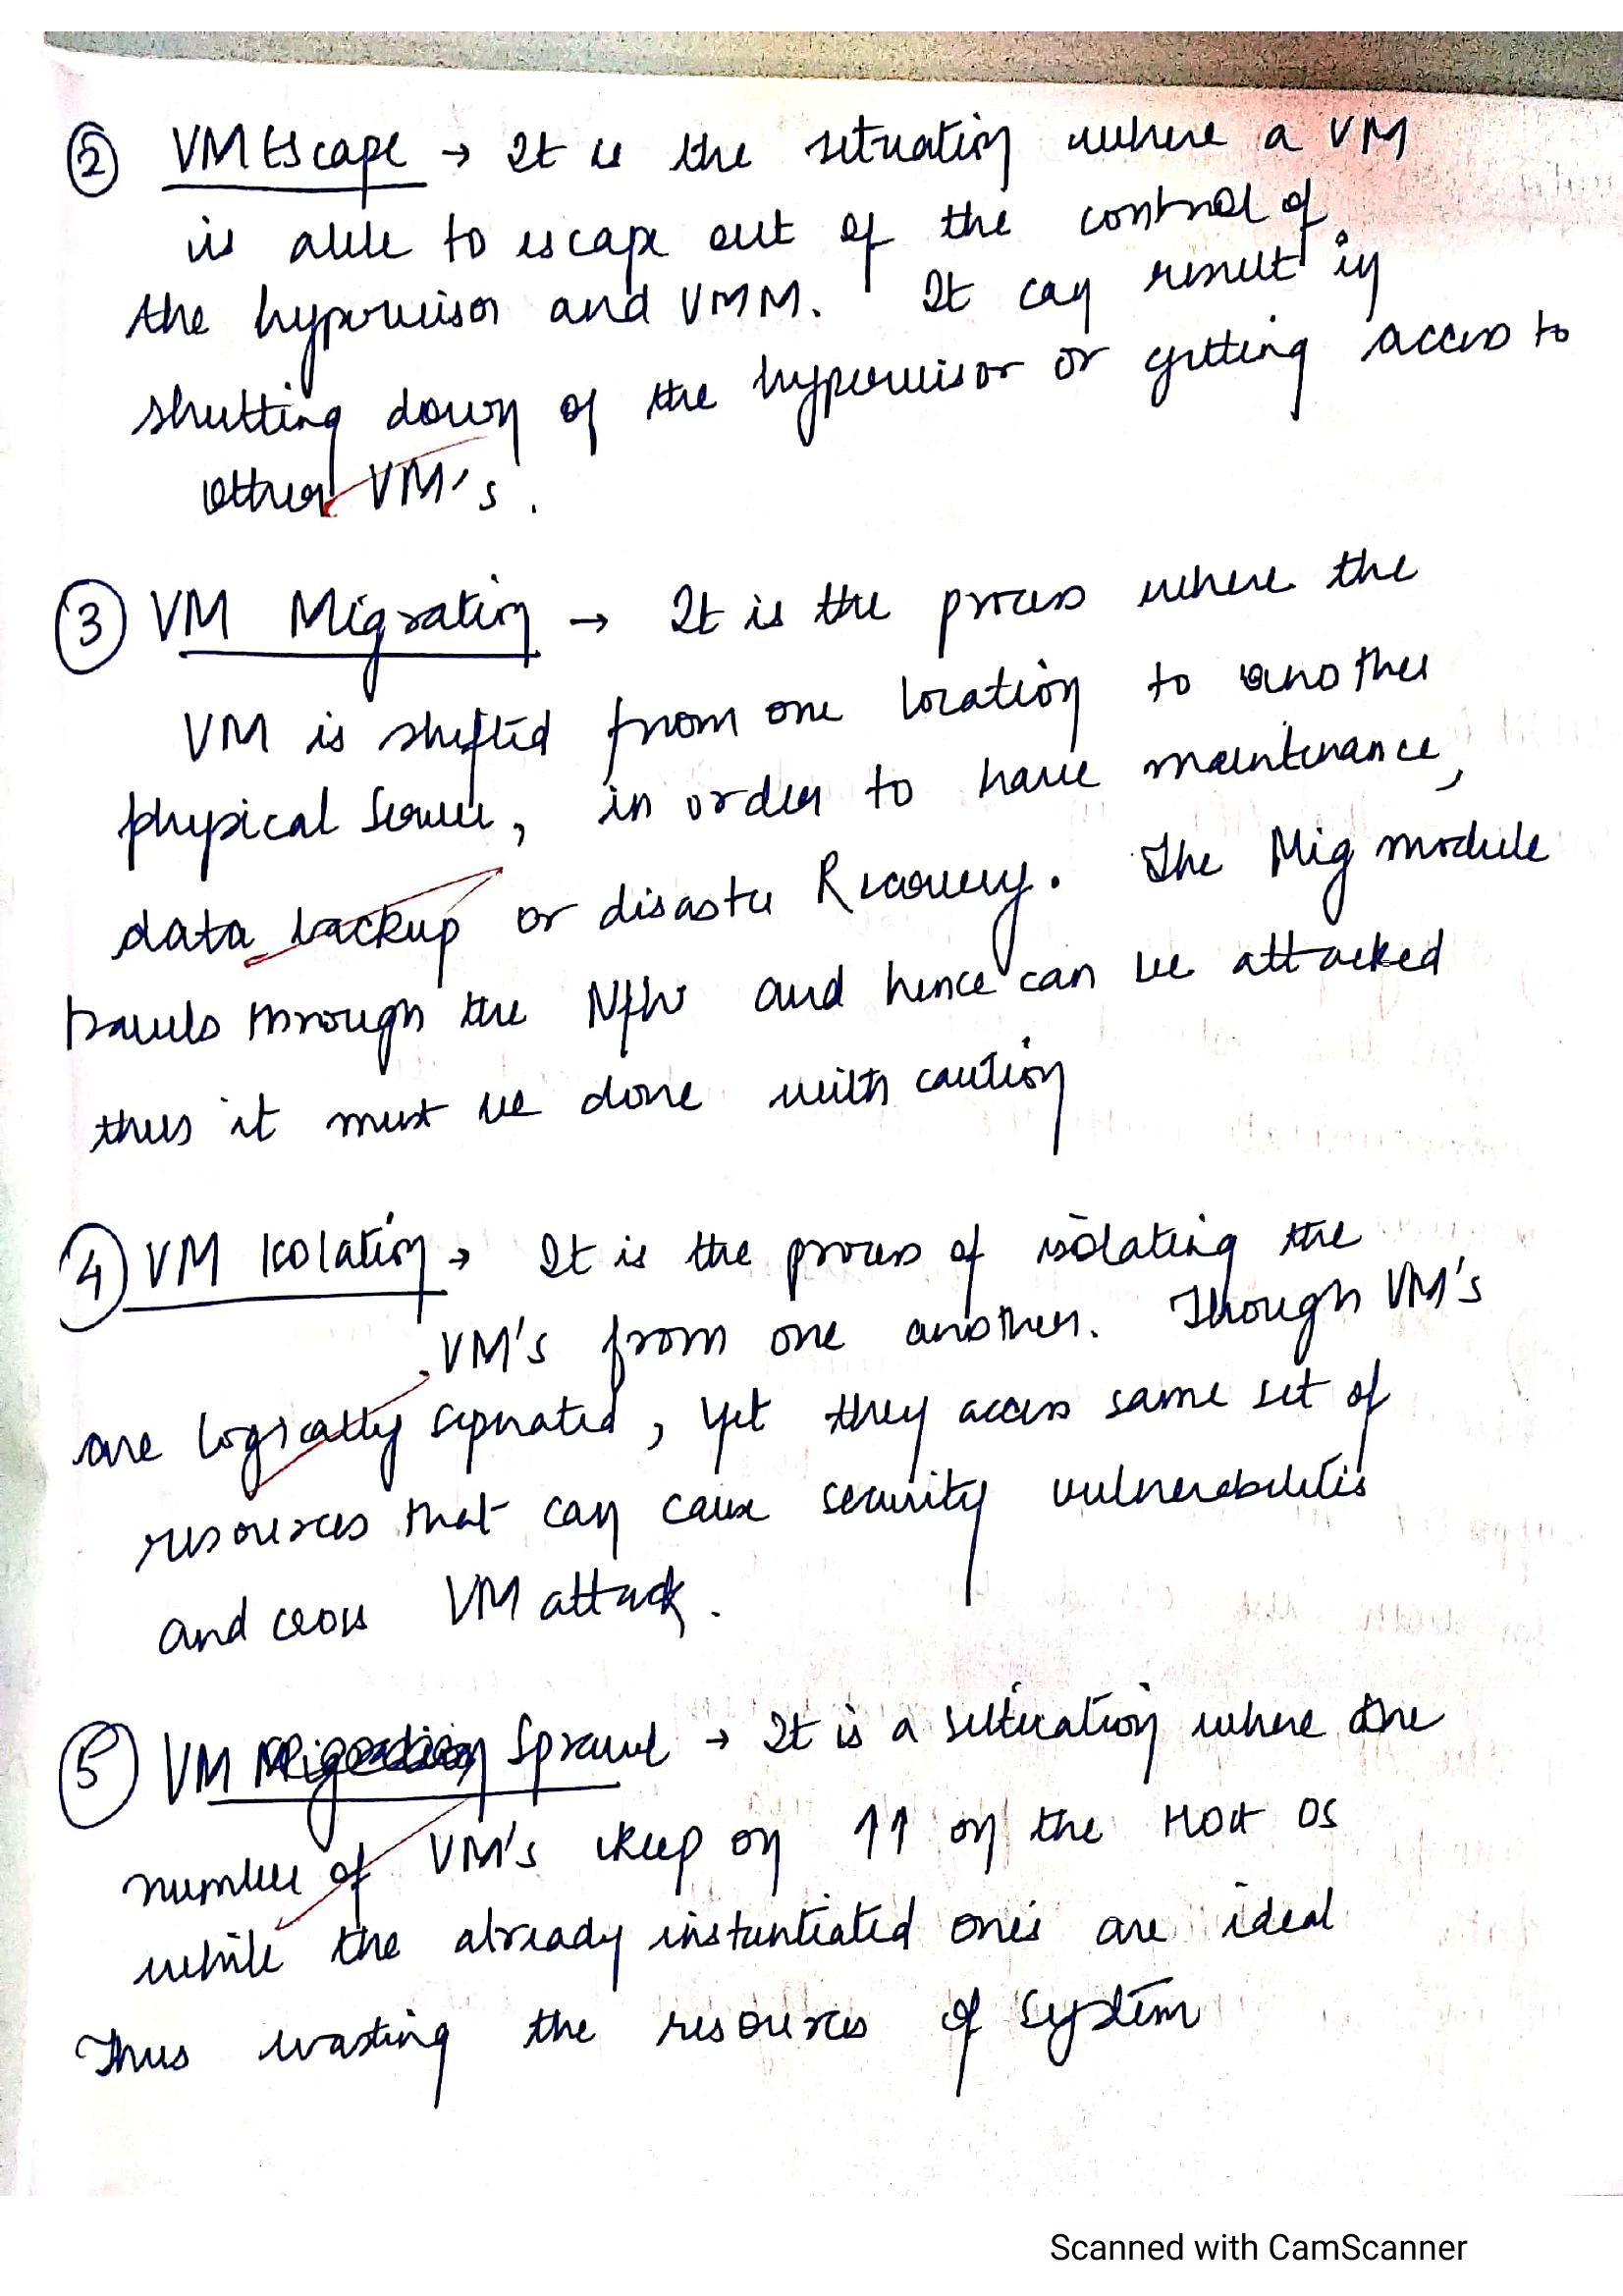 ② VM Escape → It is the situation where a VM
is able to escape out of the control of
the hypervisor and VMM. It can result in
shutting down of the hypervisor or getting access to
other VM's.
③ VM Migration → It is the process where the
VM is shifted from one location to another
physical Server, in order to have maintenance,
data backup or disaster Recovery. The Mig module
travels through the N/w and hence can be attacked
thus it must be done with caution
④ VM Isolation → It is the process of isolating the
VM's from one another. Though VM's
are logically seperated, yet they access same set of
resources that can cause security vulnerabilities
and cross VM attack.
⑤ VM Sprawl → It is a situation where the
number of VM's keep on ↑↑ on the Host OS
while the already instantiated ones are ideal
Thus wasting the resources of System
Scanned with CamScanner